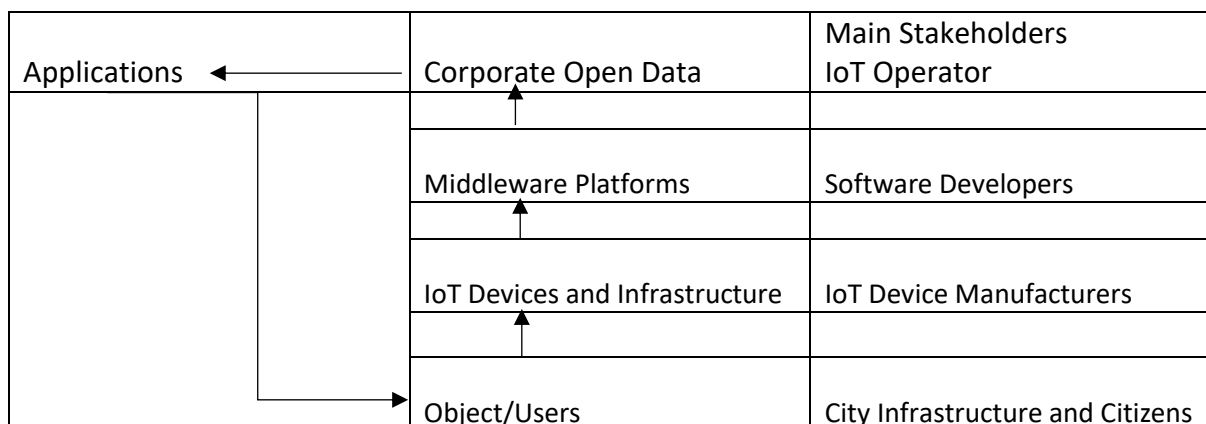 Main Stakeholders
Applications
Corporate Open Data
IoT Operator
Middleware Platforms
Software Developers
IoT Devices and Infrastructure
IoT Device Manufacturers
Object/Users
City Infrastructure and Citizens